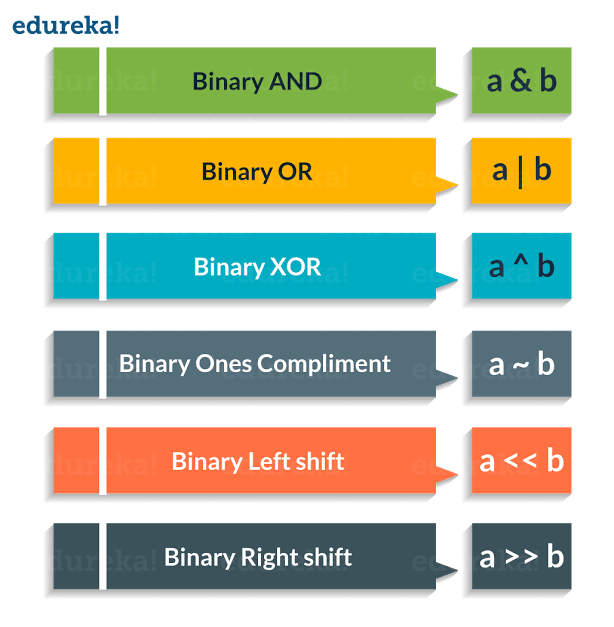 edureka!
Binary AND
a & b
Binary OR
a | b
Binary XOR
a ^ b
Binary Ones Compliment
a ~ b
Binary Left shift
a << b
Binary Right shift
a >> b